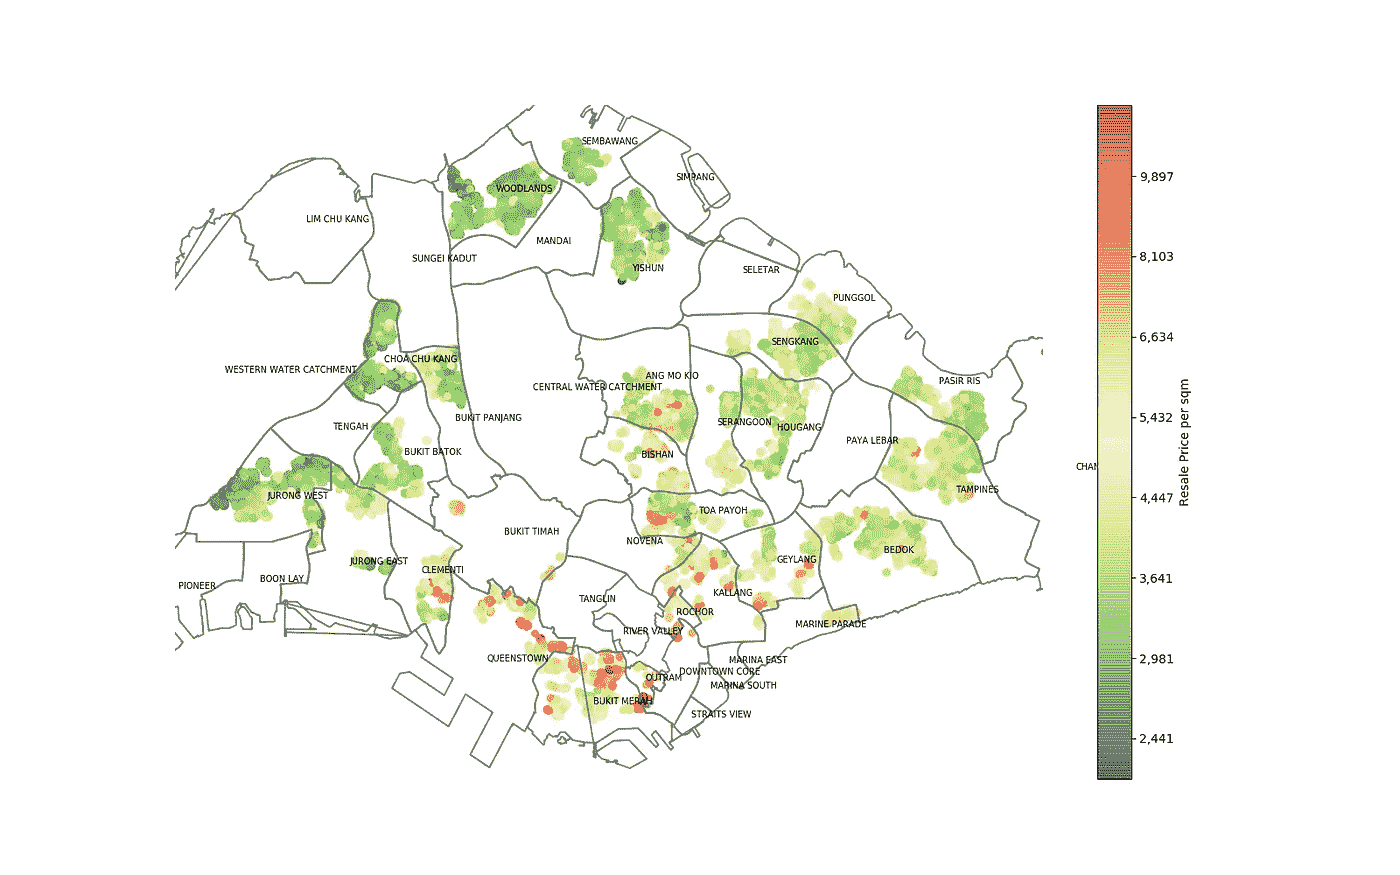 SEMBAWANG
SIMPANG
WOODLANDS
LIM CHU KANG
MANDAI
SUNGEI KADUT
YISHUN
SELETAR
PUNGGOL
SENGKANG
CHOA CHU KANG
WESTERN WATER CATCHMENT
ANG MO KIO
CENTRAL WATER CATCHMENT
PASIR RIS
BUKIT PANJANG
TENGAH
SERANGOON
HOUGANG
PAYA LEBAR
BUKIT BATOK
BISHAN
CHAN
JURONG WEST
TAMPINES
TOA PAYOH
BUKIT TIMAH
NOVENA
BEDOK
JURONG EAST
CLEMENTI
GEYLANG
PIONEER
BOON LAY
TANGLIN
KALLANG
ROCHOR
MARINE PARADE
RIVER VALLEY
QUEENSTOWN
MARINA EAST
DOWNTOWN CORE
OUTRAM
MARINA SOUTH
BUKIT MERAH
STRAITS VIEW
9,897
8,103
6,634
5,432
4,447
3,641
2,981
2,441
Resale Price per sqm